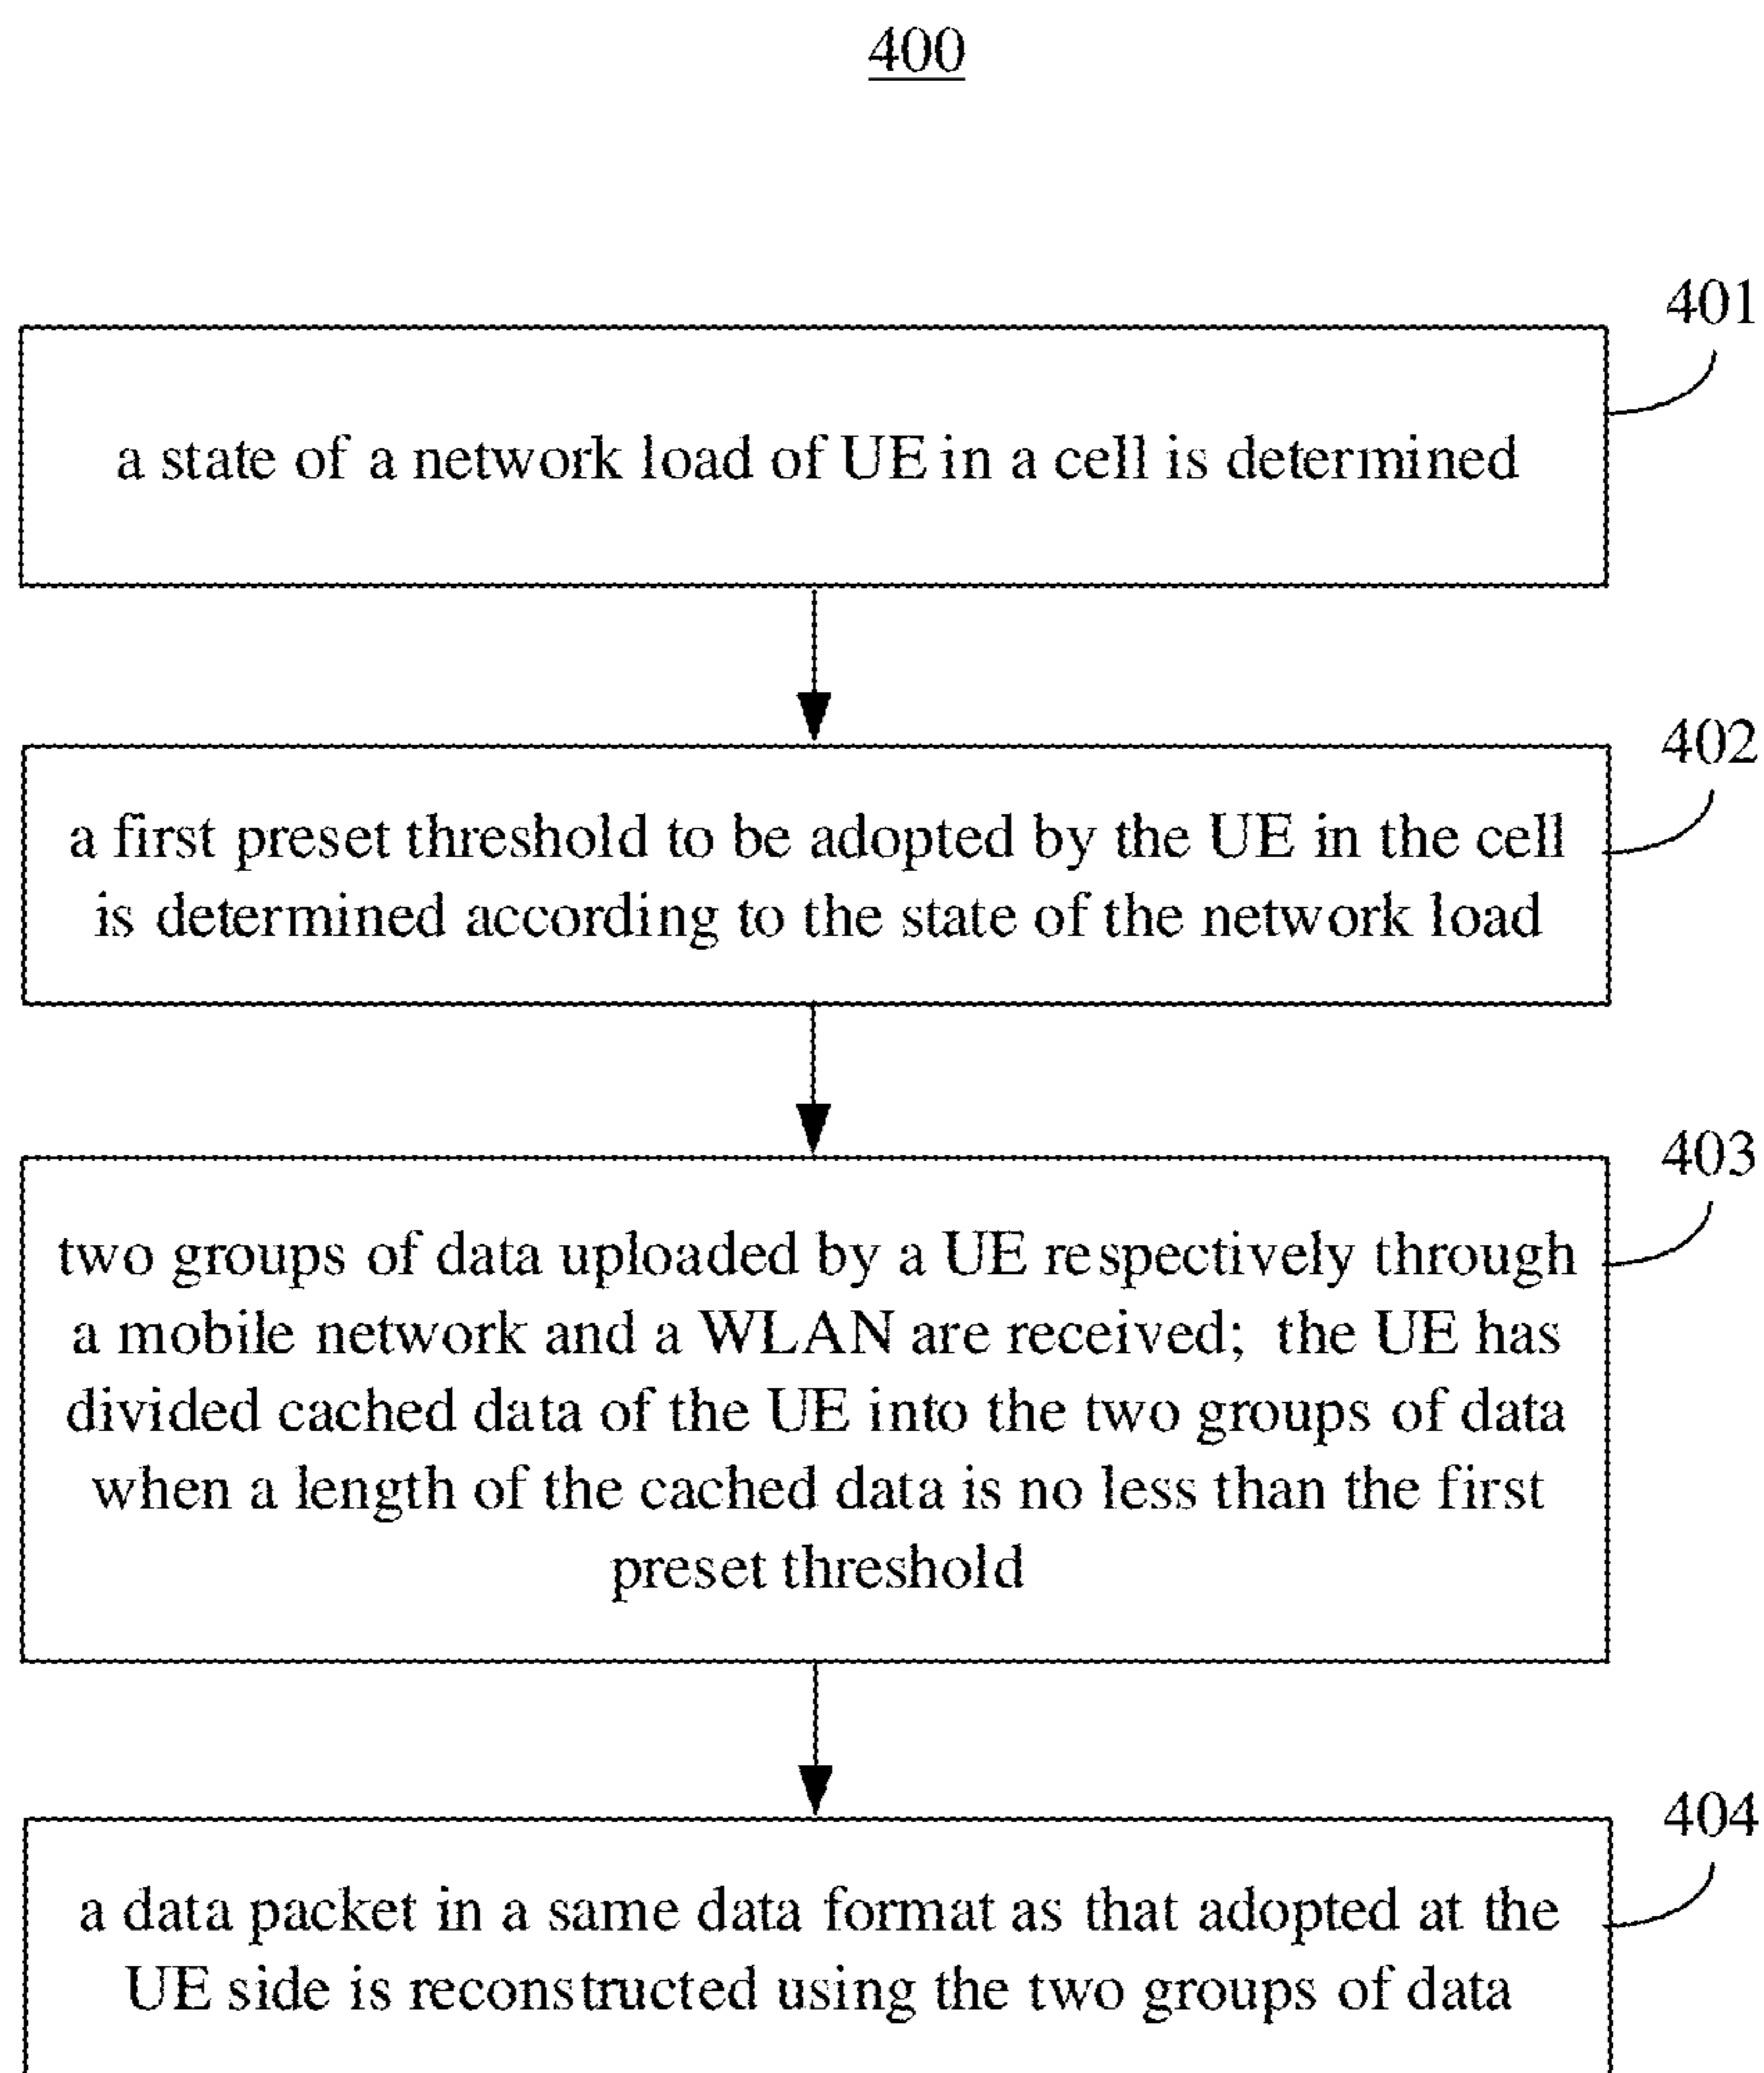 400
401
a state of a network load of UE in a cell is determined
402
a first preset threshold to be adopted by the UE in the cell
is determined according to the state of the network load
403
two groups of data uploaded by a UE respectively through
a mobile network and a WLAN are received; the UE has
divided cached data of the UE into the two groups of data
when a length of the cached data is no less than the first
preset threshold
404
a data packet in a same data format as that adopted at the
UE side is reconstructed using the two groups of data